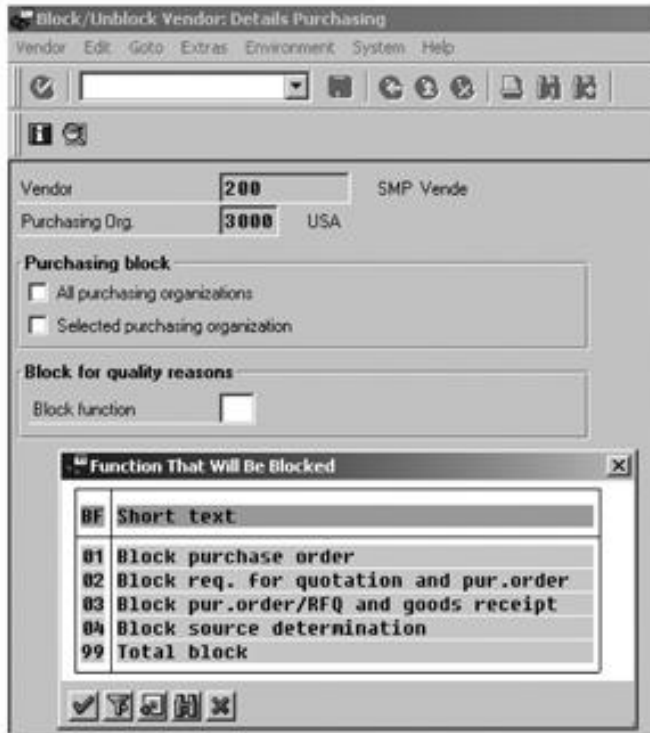 Block/Unblock Vendor: Details Purchasing
Vendor Edit Goto Extras Environment System Help
Vendor 200 SMP Vende
Purchasing Org. 3000 USA
Purchasing block
All purchasing organizations
Selected purchasing organization
Block for quality reasons
Block function
Function That Will Be Blocked
BF Short text
01 Block purchase order
02 Block req. for quotation and pur.order
03 Block pur.order/RFQ and goods receipt
04 Block source determination
99 Total block